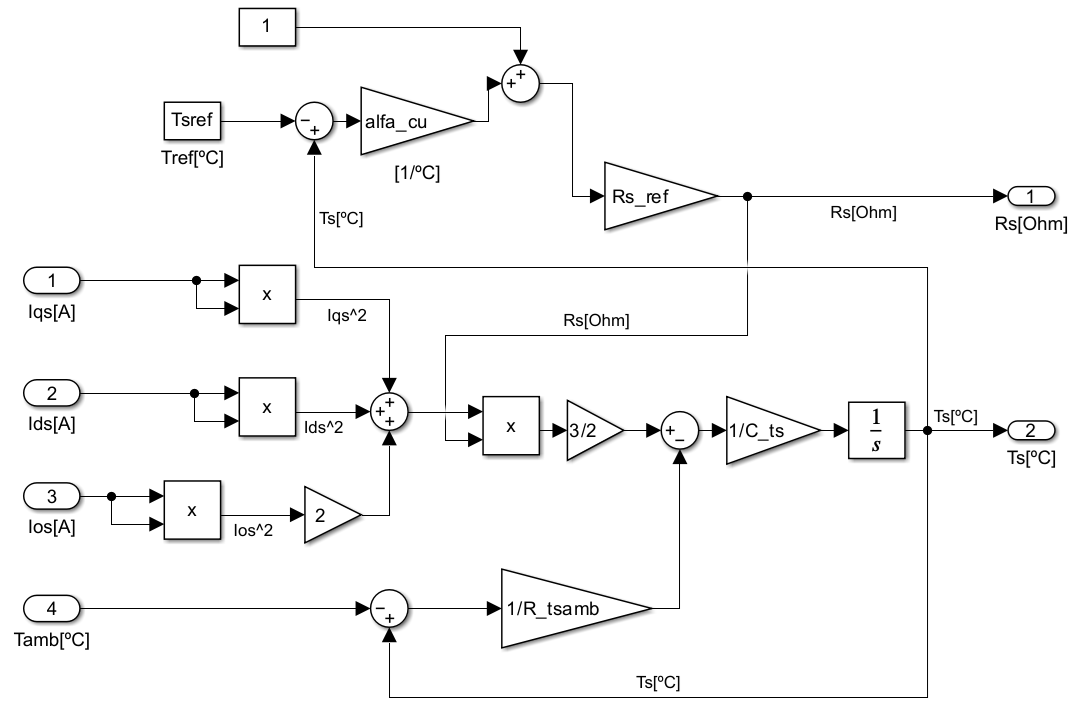 1
+
+
Tsref
−
+
alfa_cu
Tref[ºC]
[1/ºC]
Rs_ref
1
Rs[Ohm]
Rs[Ohm]
Ts[ºC]
1
x
Iqs[A]
Iqs^2
Rs[Ohm]
2
x
Ids[A]
Ids^2
+
+
+
x
3/2
+
−
1/C_ts
1
s
Ts[ºC]
2
Ts[ºC]
3
x
Ios[A]
Ios^2
2
4
−
+
1/R_tsamb
Tamb[ºC]
Ts[ºC]